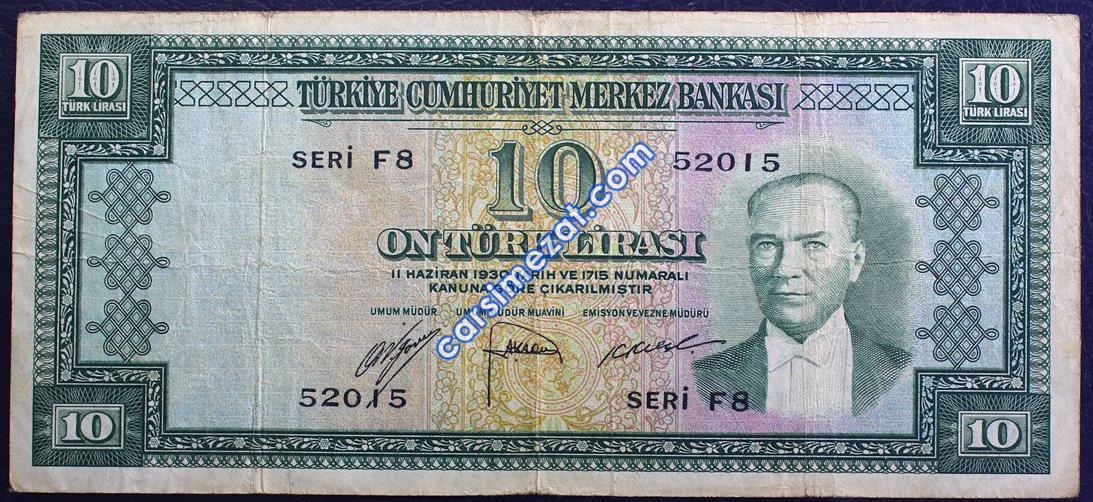 10 TÜRK LİRASI
TÜRKİYE CUMHURİYET MERKEZ BANKASI
10 TÜRK LİRASI
SERİ F8
10
52015
ON TÜRK LİRASI
11 HAZİRAN 1930 TARİH VE 1715 NUMARALI
KANUNA GÖRE ÇIKARILMIŞTIR
UMUM MÜDÜR
UMUM MÜDÜR MUAVİNİ
EMİSYON VE VEZNE MÜDÜRÜ
carsimezat.com
52015
SERİ F8
10
10